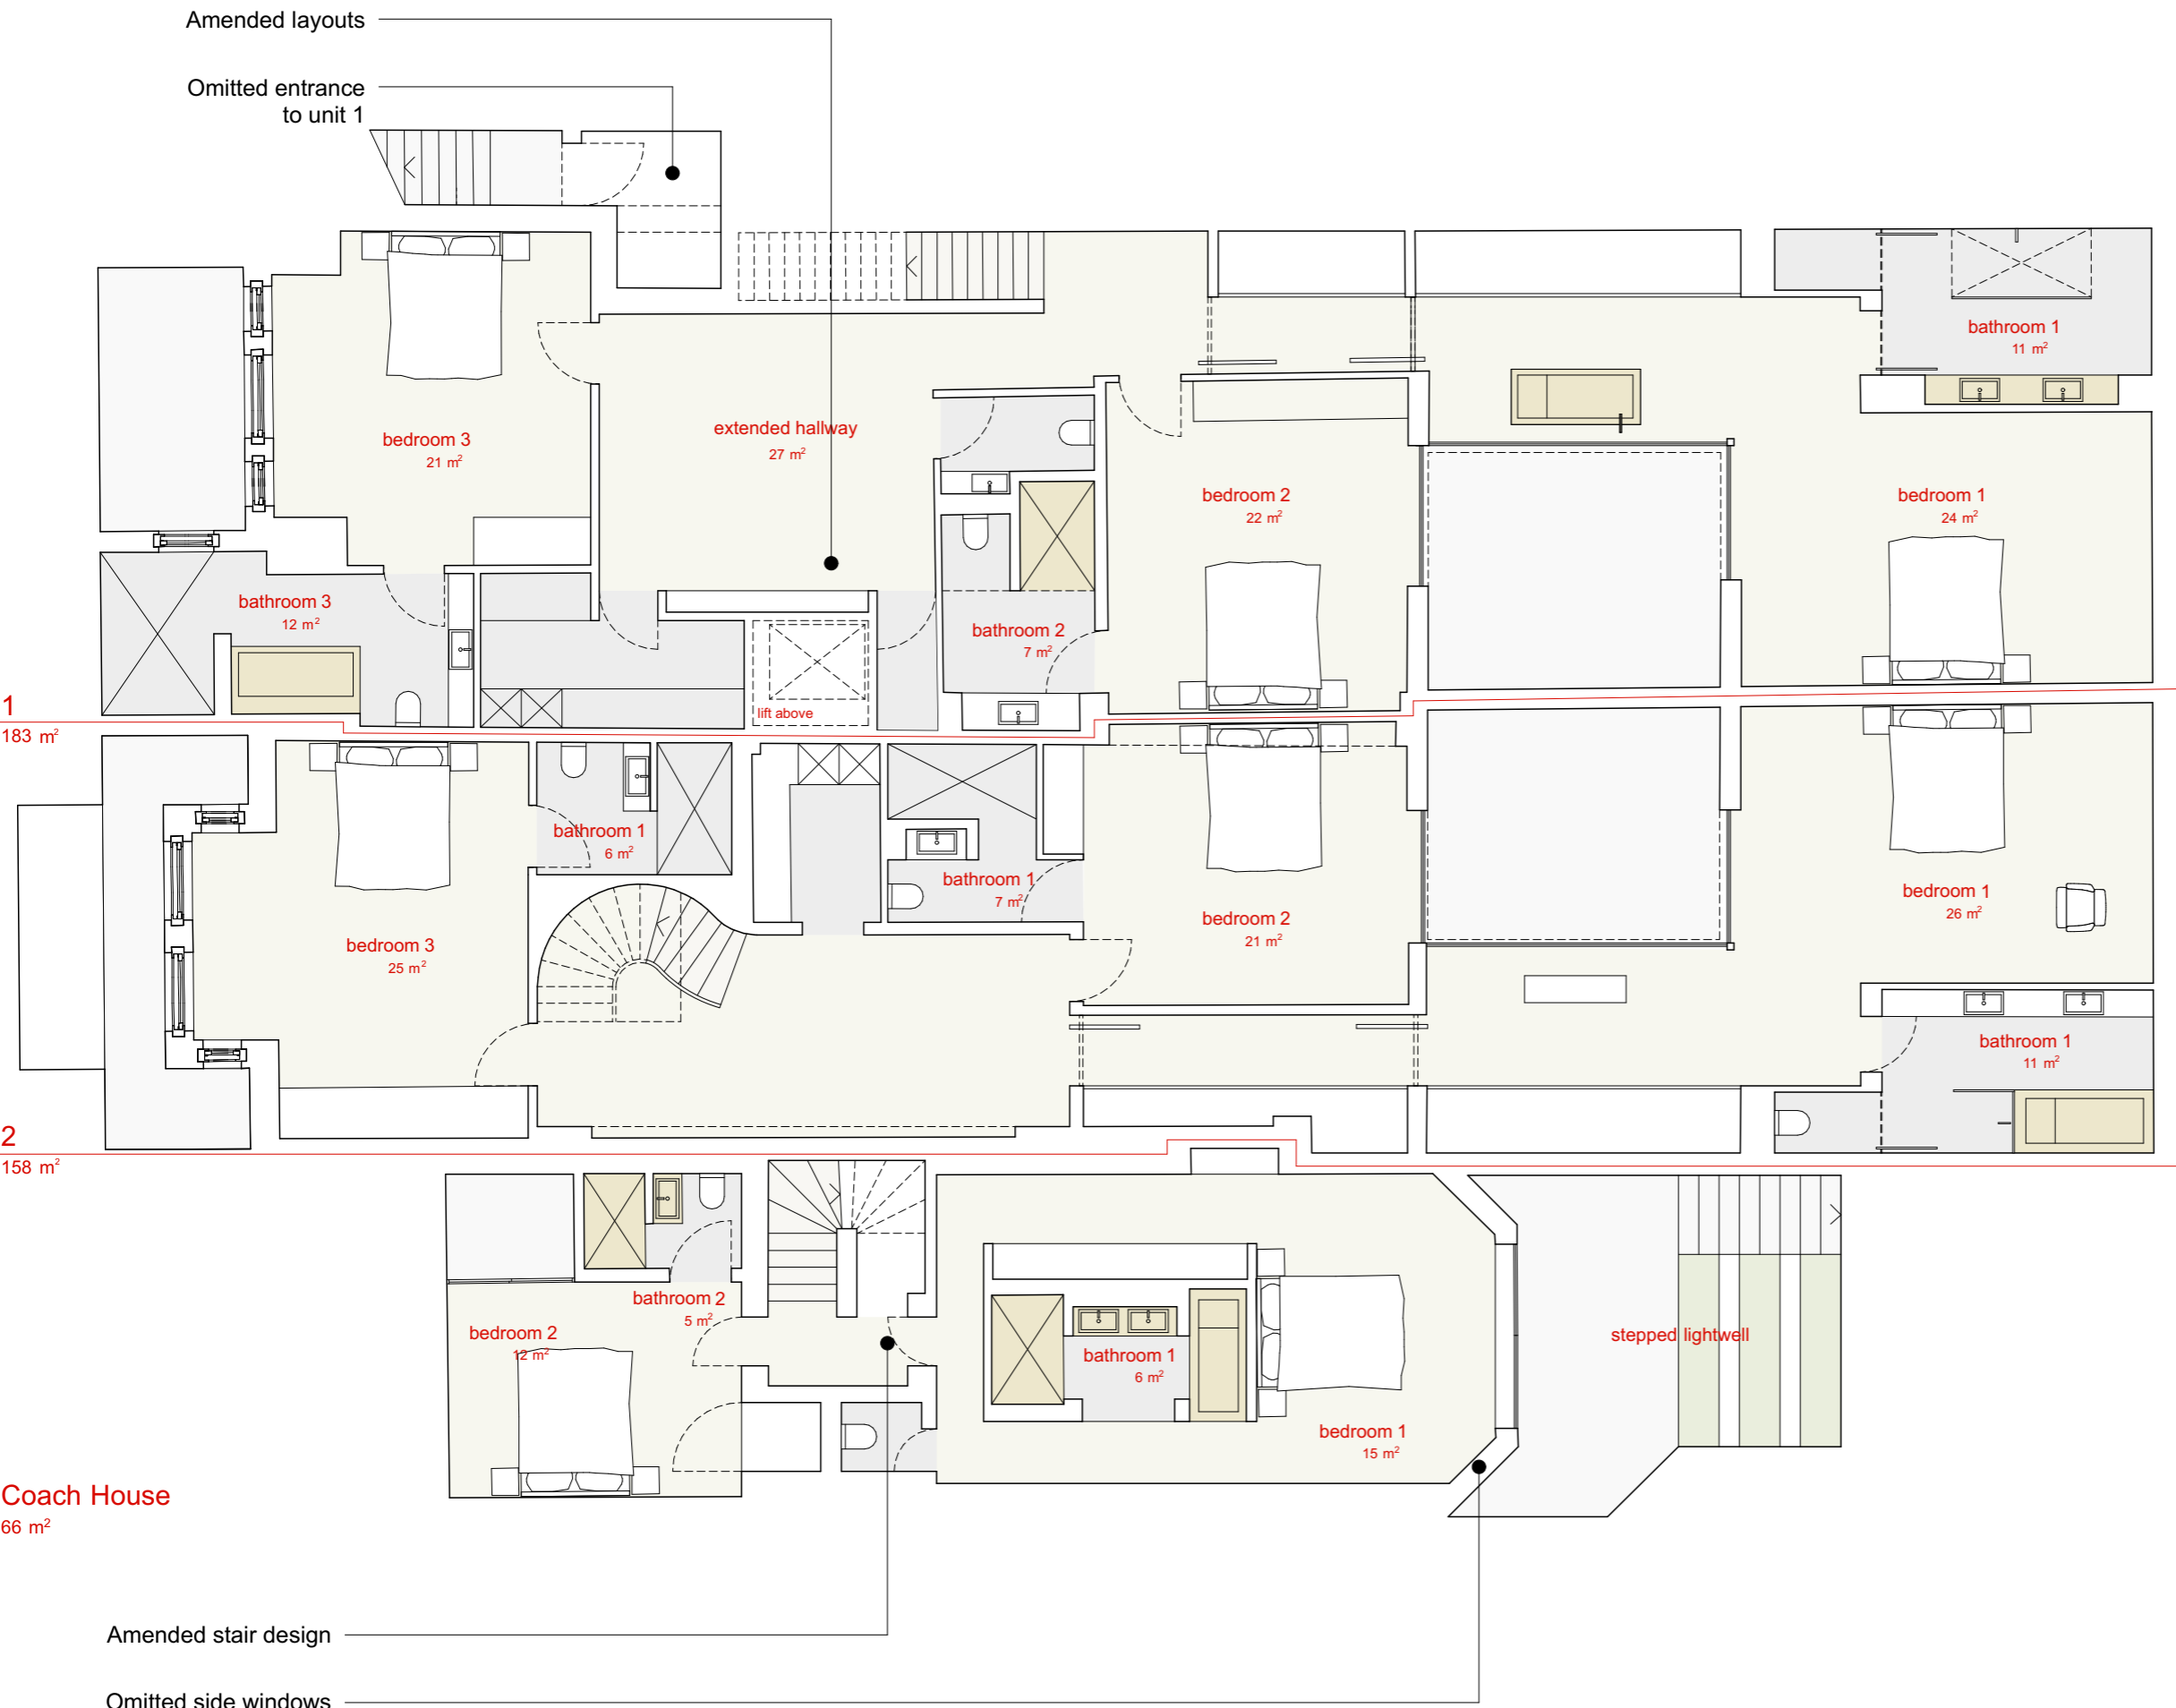 Amended layouts
Omitted entrance
to unit 1
bathroom 1
11 m²
extended hallway
27 m²
bedroom 3
21 m²
bedroom 2
22 m²
bedroom 1
24 m²
bathroom 3
12 m²
bathroom 2
7 m²
lift above
1
183 m²
bathroom 1
6 m²
bathroom 1
7 m²
bedroom 1
26 m²
bedroom 2
21 m²
bedroom 3
25 m²
bathroom 1
11 m²
2
158 m²
bathroom 2
5 m²
bedroom 2
12 m²
bathroom 1
6 m²
stepped lightwell
bedroom 1
15 m²
Coach House
66 m²
Amended stair design
Omitted side windows